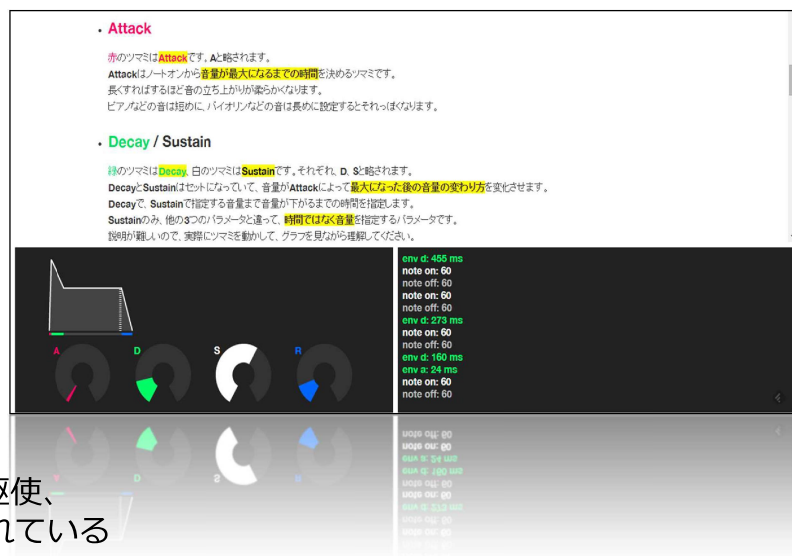 • Attack
赤のツマミはAttackです。Aと略されます。
Attackはノートオンから音量が最大になるまでの時間を決めるツマミです。
長くすればするほど音の立ち上がりが柔らかくなります。
ピアノなどの音は短めに、バイオリンなどの音は長めに設定するとそれっぽくなります。
• Decay / Sustain
緑のツマミはDecay、白のツマミはSustainです。それぞれ、D、Sと略されます。
DecayとSustainはセットになっていて、音量がAttackによって最大になった後の音量の変わり方を変化させます。
Decayで、Sustainで指定する音量まで音量が下がるまでの時間を指定します。
Sustainのみ、他の3つのパラメータと違って、時間ではなく音量を指定するパラメータです。
説明が難しいので、実際にツマミを動かして、グラフを見ながら理解してください。
A D S R
env d: 455 ms
note on: 60
note off: 60
note on: 60
note off: 60
env d: 273 ms
note on: 60
note off: 60
env d: 160 ms
env a: 24 ms
note on: 60
note off: 60
駆使、
れている